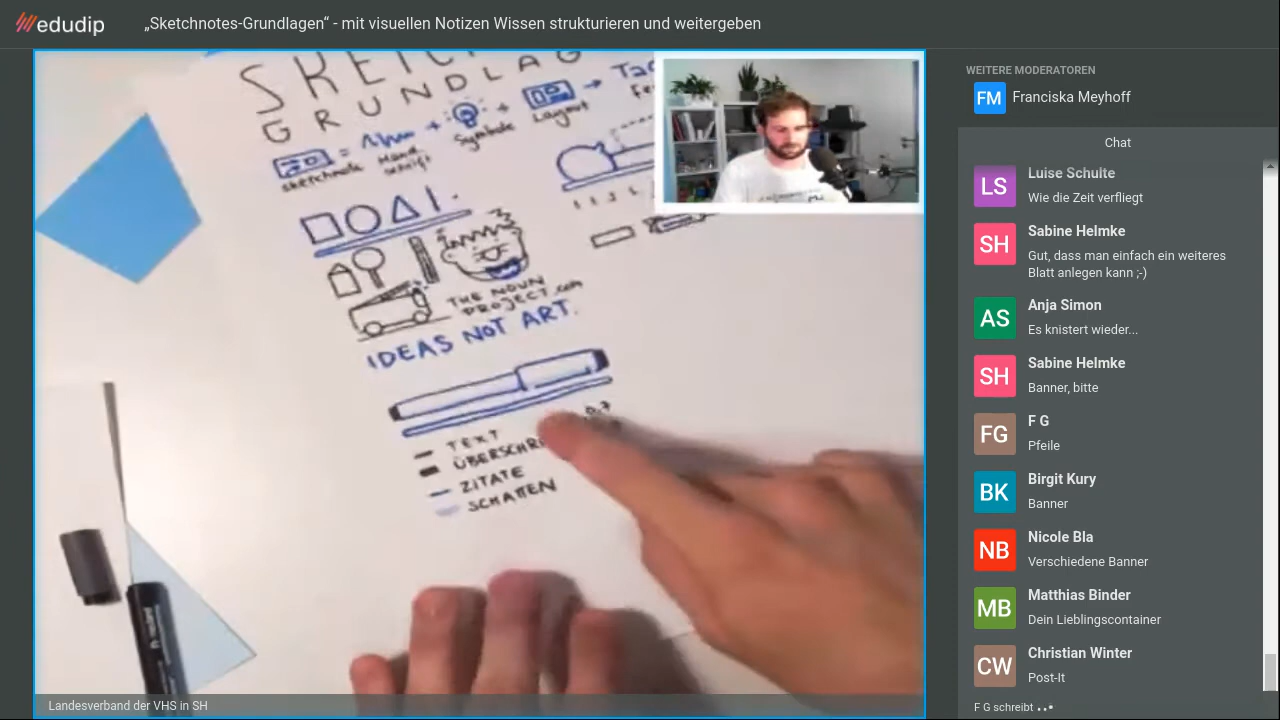 edudip
„Sketchnotes-Grundlagen“ - mit visuellen Notizen Wissen strukturieren und weitergeben
GRUNDLAG
sketchnote
=
Hand
schrift
+
Symbole
+
Layout
THE NOUN
PROJECT.com
IDEAS NOT ART.
TEXT
ZITATE
SCHATTEN
Landesverband der VHS in SH
WEITERE MODERATOREN
FM
Franciska Meyhoff
Chat
LS
Luise Schulte
Wie die Zeit verfliegt
SH
Sabine Helmke
Gut, dass man einfach ein weiteres
Blatt anlegen kann ;-)
AS
Anja Simon
Es knistert wieder...
SH
Sabine Helmke
Banner, bitte
FG
F G
Pfeile
BK
Birgit Kury
Banner
NB
Nicole Bla
Verschiedene Banner
MB
Matthias Binder
Dein Lieblingscontainer
CW
Christian Winter
Post-It
F G schreibt